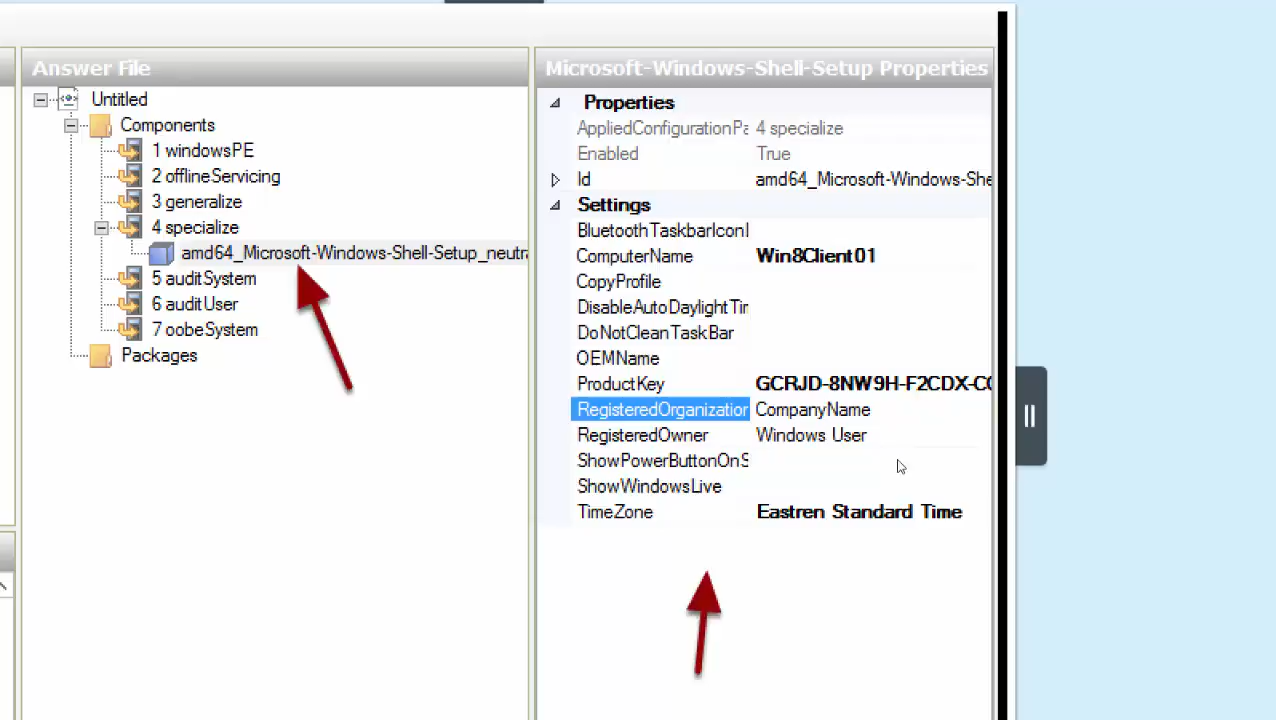 Answer File
Untitled
Components
1 windowsPE
2 offlineServicing
3 generalize
4 specialize
amd64_Microsoft-Windows-Shell-Setup_neutra
5 auditSystem
6 auditUser
7 oobeSystem
Packages
Microsoft-Windows-Shell-Setup Properties
Properties
AppliedConfigurationPa 4 specialize
Enabled True
Id amd64_Microsoft-Windows-She
Settings
BluetoothTaskbarIconI
ComputerName Win8Client01
CopyProfile
DisableAutoDaylightTir
DoNotCleanTaskBar
OEMName
ProductKey GCRJD-8NW9H-F2CDX-CC
RegisteredOrganization CompanyName
RegisteredOwner Windows User
ShowPowerButtonOnS
ShowWindowsLive
TimeZone Eastren Standard Time